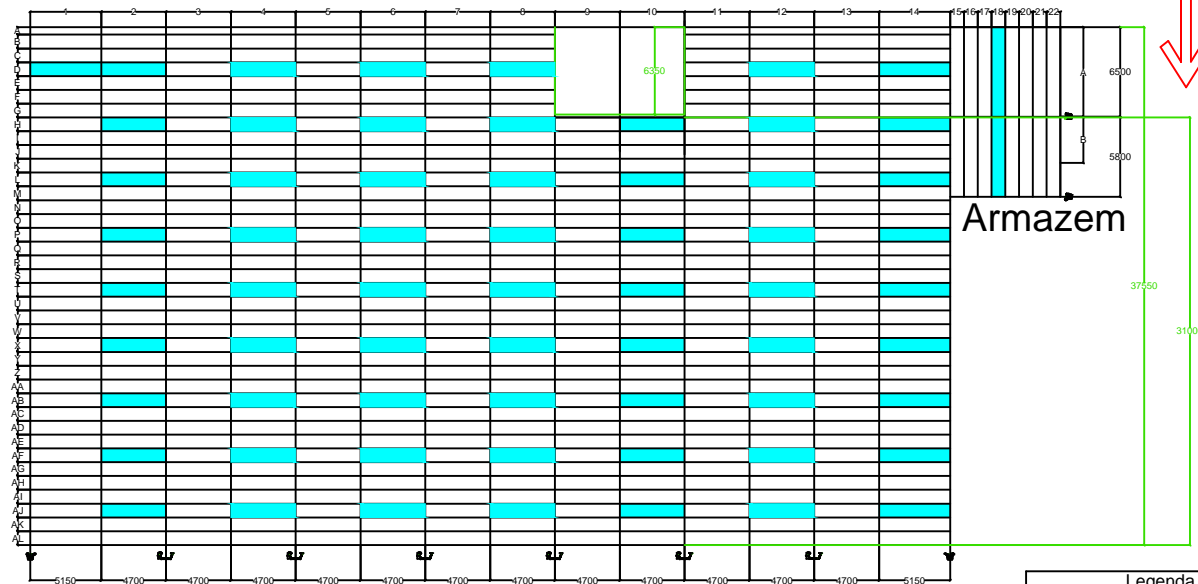 1 2 3 4 5 6 7 8 9 10 11 12 13 14 15 16 17 18 19 20 21 22
A
B
C
D
E
F
G
H
I
J
K
L
M
N
O
P
Q
R
S
T
U
V
W
X
Y
Z
AA
AB
AC
AD
AE
AF
AG
AH
AI
AJ
AK
AL
6350
A
6500
B
5800
Armazem
37550
3100
5150 4700 4700 4700 4700 4700 4700 4700 4700 4700 4700 4700 4700 5150
Legenda